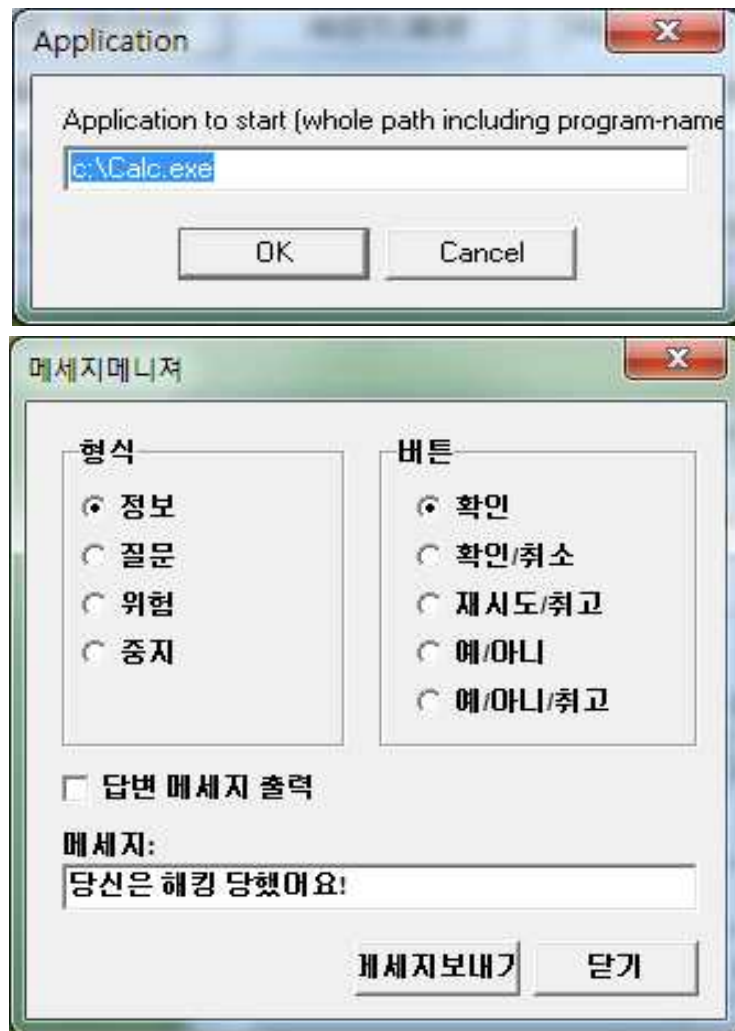 Application
Application to start (whole path including program-name
c:\Calc.exe
OK
Cancel
메세지메니져
형식
정보
질문
위험
중지
버튼
확인
확인/취소
재시도/취고
예/아니
예/아니/취고
답변 메세지 출력
메세지:
당신은 해킹 당했어요!
메세지보내기
닫기